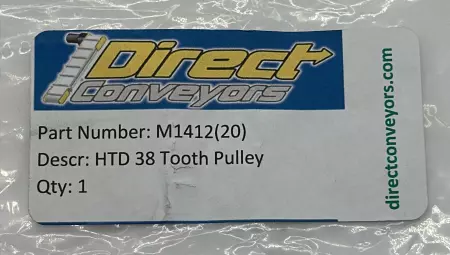 Direct
Conveyors
Part Number: M1412(20)
Descr: HTD 38 Tooth Pulley
Qty: 1
directconveyors.com